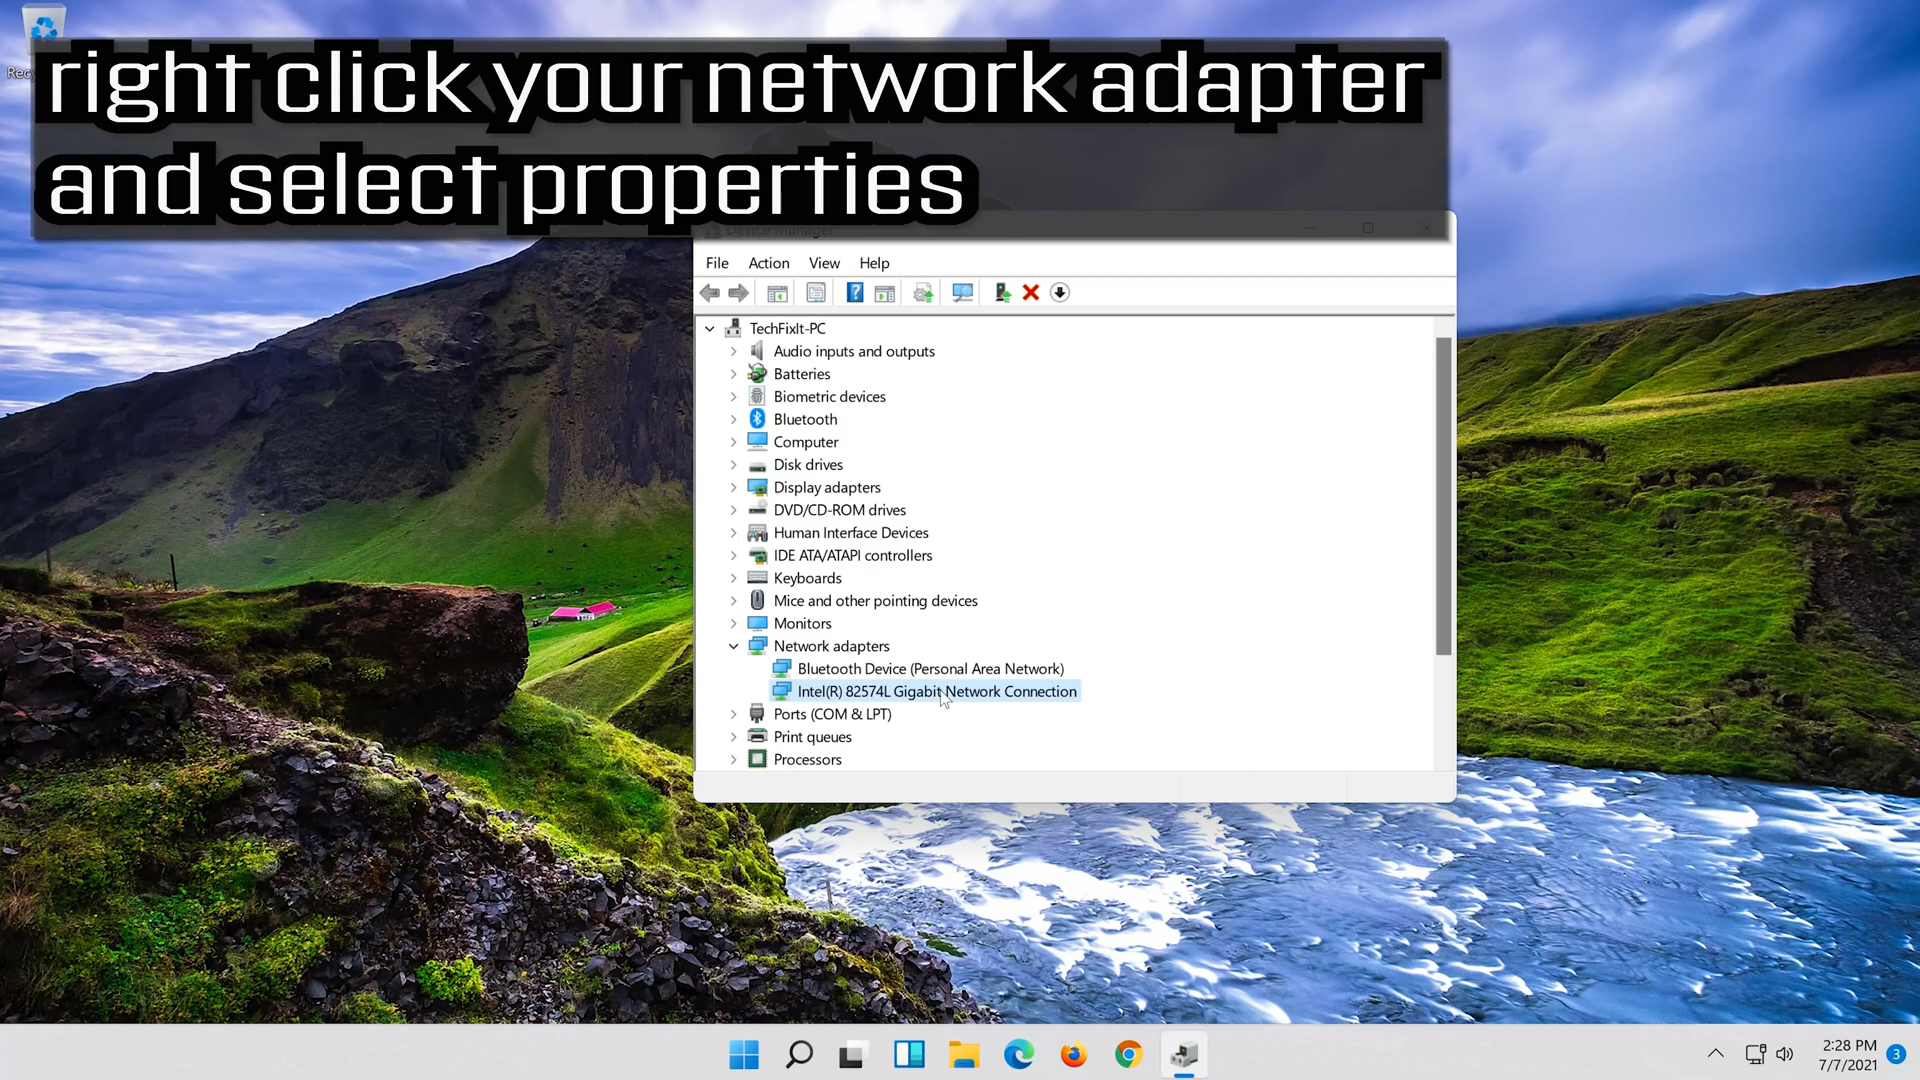 right click your network adapter
and select properties
Device Manager
File Action View Help
TechFixIt-PC
Audio inputs and outputs
Batteries
Biometric devices
Bluetooth
Computer
Disk drives
Display adapters
DVD/CD-ROM drives
Human Interface Devices
IDE ATA/ATAPI controllers
Keyboards
Mice and other pointing devices
Monitors
Network adapters
Bluetooth Device (Personal Area Network)
Intel(R) 82574L Gigabit Network Connection
Ports (COM & LPT)
Print queues
Processors
2:28 PM
7/7/2021
3